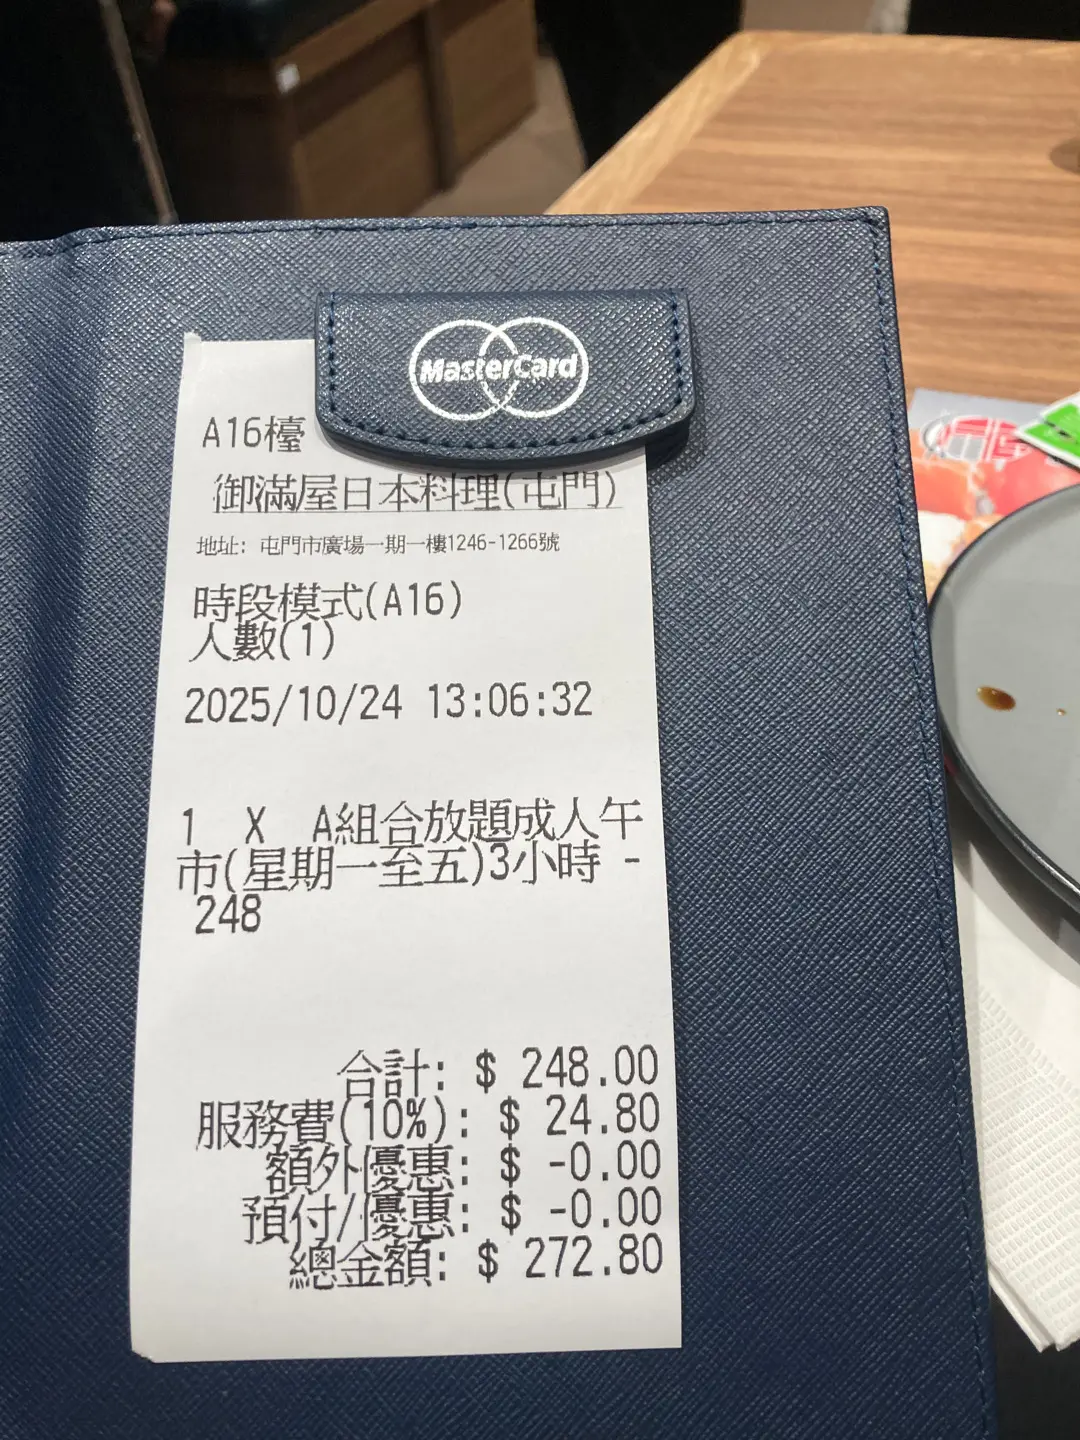 MasterCard
A16檯
御滿屋日本料理(屯門)
地址: 屯門市廣場一期一樓1246-1266號
時段模式(A16)
人數(1)
2025/10/24 13:06:32
1 X A組合放題成人午
市(星期一至五)3小時 -
248
合計: $ 248.00
服務費(10%): $ 24.80
額外優惠: $ -0.00
預付/優惠: $ -0.00
總金額: $ 272.80